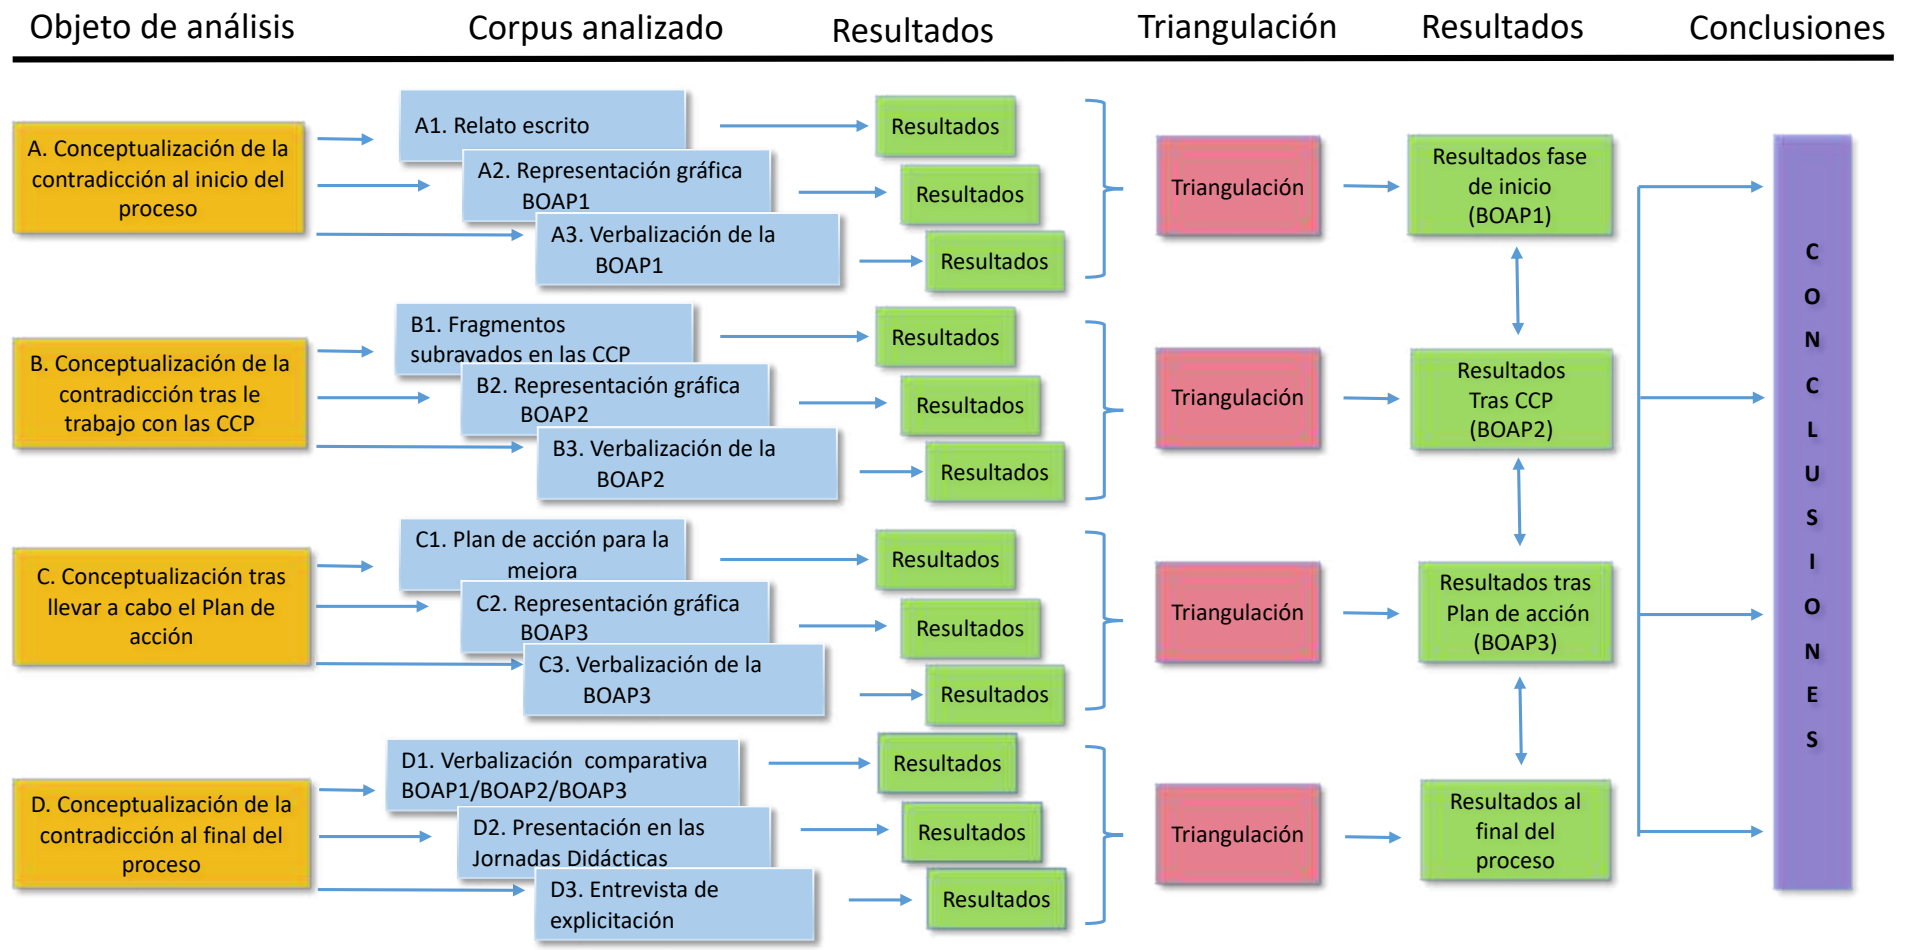 Objeto de análisis
Corpus analizado
Resultados
Triangulación
Resultados
Conclusiones
A. Conceptualización de la
contradicción al inicio del
proceso
A1. Relato escrito
A2. Representación gráfica
BOAP1
A3. Verbalización de la
BOAP1
Resultados
Resultados
Resultados
Triangulación
Resultados fase
de inicio
(BOAP1)
B. Conceptualización de la
contradicción tras le
trabajo con las CCP
B1. Fragmentos
subrayados en las CCP
B2. Representación gráfica
BOAP2
B3. Verbalización de la
BOAP2
Resultados
Resultados
Resultados
Triangulación
Resultados
Tras CCP
(BOAP2)
C. Conceptualización tras
llevar a cabo el Plan de
acción
C1. Plan de acción para la
mejora
C2. Representación gráfica
BOAP3
C3. Verbalización de la
BOAP3
Resultados
Resultados
Resultados
Triangulación
Resultados tras
Plan de acción
(BOAP3)
D. Conceptualización de la
contradicción al final del
proceso
D1. Verbalización comparativa
BOAP1/BOAP2/BOAP3
D2. Presentación en las
Jornadas Didácticas
D3. Entrevista de
explicitación
Resultados
Resultados
Resultados
Triangulación
Resultados al
final del
proceso
C
O
N
C
L
U
S
I
O
N
E
S